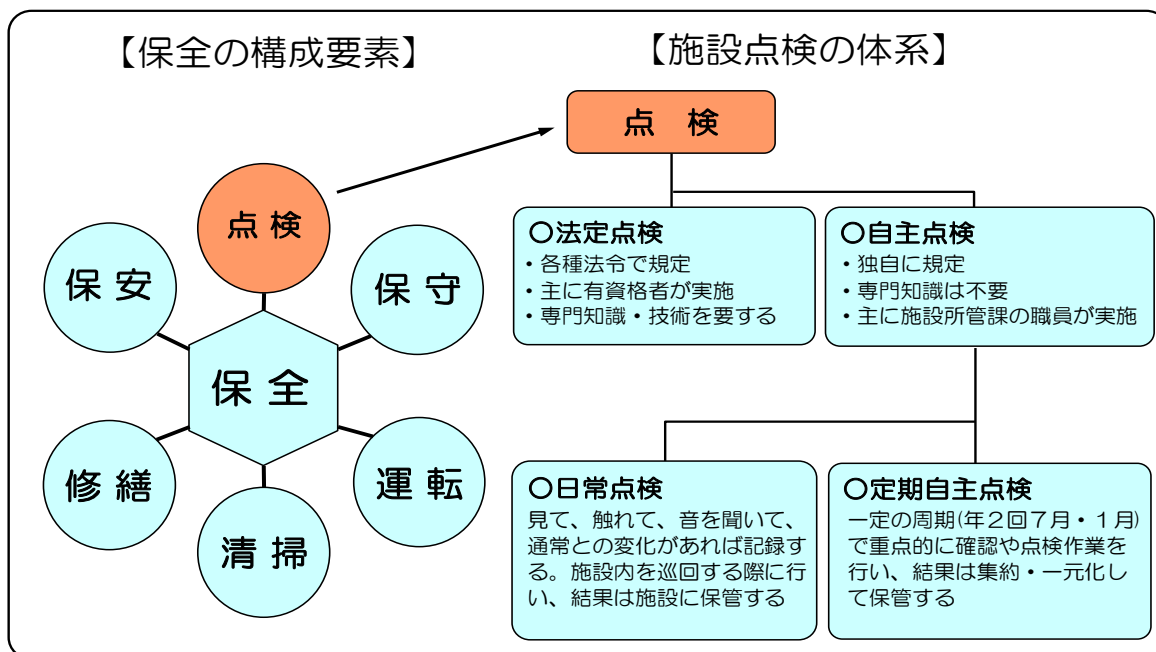 【保全の構成要素】
【施設点検の体系】
点検
保安
保守
保全
修繕
運転
清掃
点　検
〇法定点検
・各種法令で規定
・主に有資格者が実施
・専門知識・技術を要する
〇自主点検
・独自に規定
・専門知識は不要
・主に施設所管課の職員が実施
〇日常点検
見て、触れて、音を聞いて、
通常との変化があれば記録す
る。施設内を巡回する際に行
い、結果は施設に保管する
〇定期自主点検
一定の周期(年２回７月・１月)
で重点的に確認や点検作業を
行い、結果は集約・一元化し
て保管する